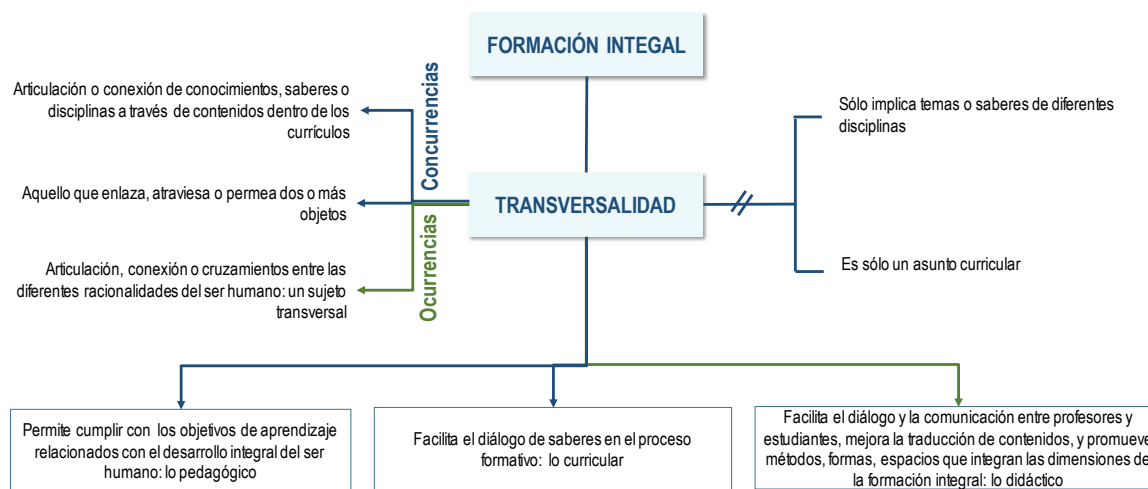 FORMACIÓN INTEGAL
Articulación o conexión de conocimientos, saberes o
disciplinas a través de contenidos dentro de los
currículos
Concurrencias
Sólo implica temas o saberes de diferentes
disciplinas
Aquello que enlaza, atraviesa o permea dos o más
objetos
TRANSVERSALIDAD
Articulación, conexión o cruzamientos entre las
diferentes racionalidades del ser humano: un sujeto
transversal
Ocurrencias
Es sólo un asunto curricular
Permite cumplir con los objetivos de aprendizaje
relacionados con el desarrollo integral del ser
humano: lo pedagógico
Facilita el diálogo de saberes en el proceso
formativo: lo curricular
Facilita el diálogo y la comunicación entre profesores y
estudiantes, mejora la traducción de contenidos, y promueve
métodos, formas, espacios que integran las dimensiones de
la formación integral: lo didáctico